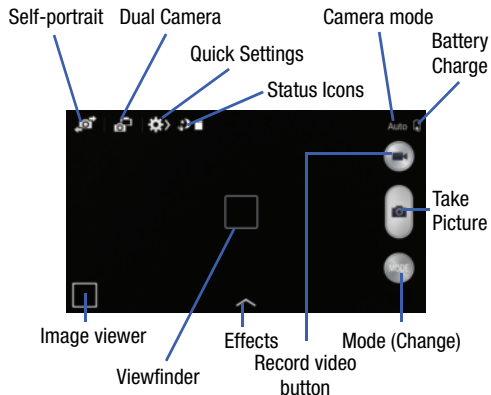 Self-portrait
Dual Camera
Camera mode
Battery
Charge
Quick Settings
Status Icons
Auto
Take
Picture
MODE
Image viewer
Effects
Mode (Change)
Viewfinder
Record video
button